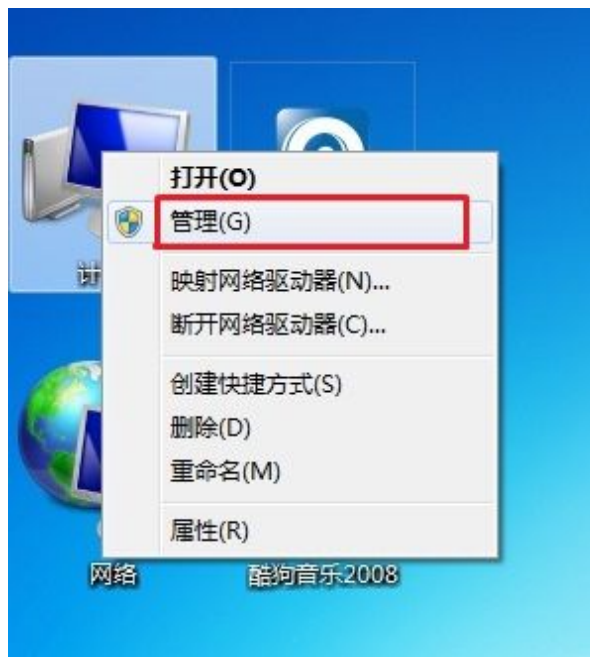 打开(O)
管理(G)
计
映射网络驱动器(N)...
断开网络驱动器(C)...
创建快捷方式(S)
删除(D)
重命名(M)
属性(R)
网络
酷狗音乐2008